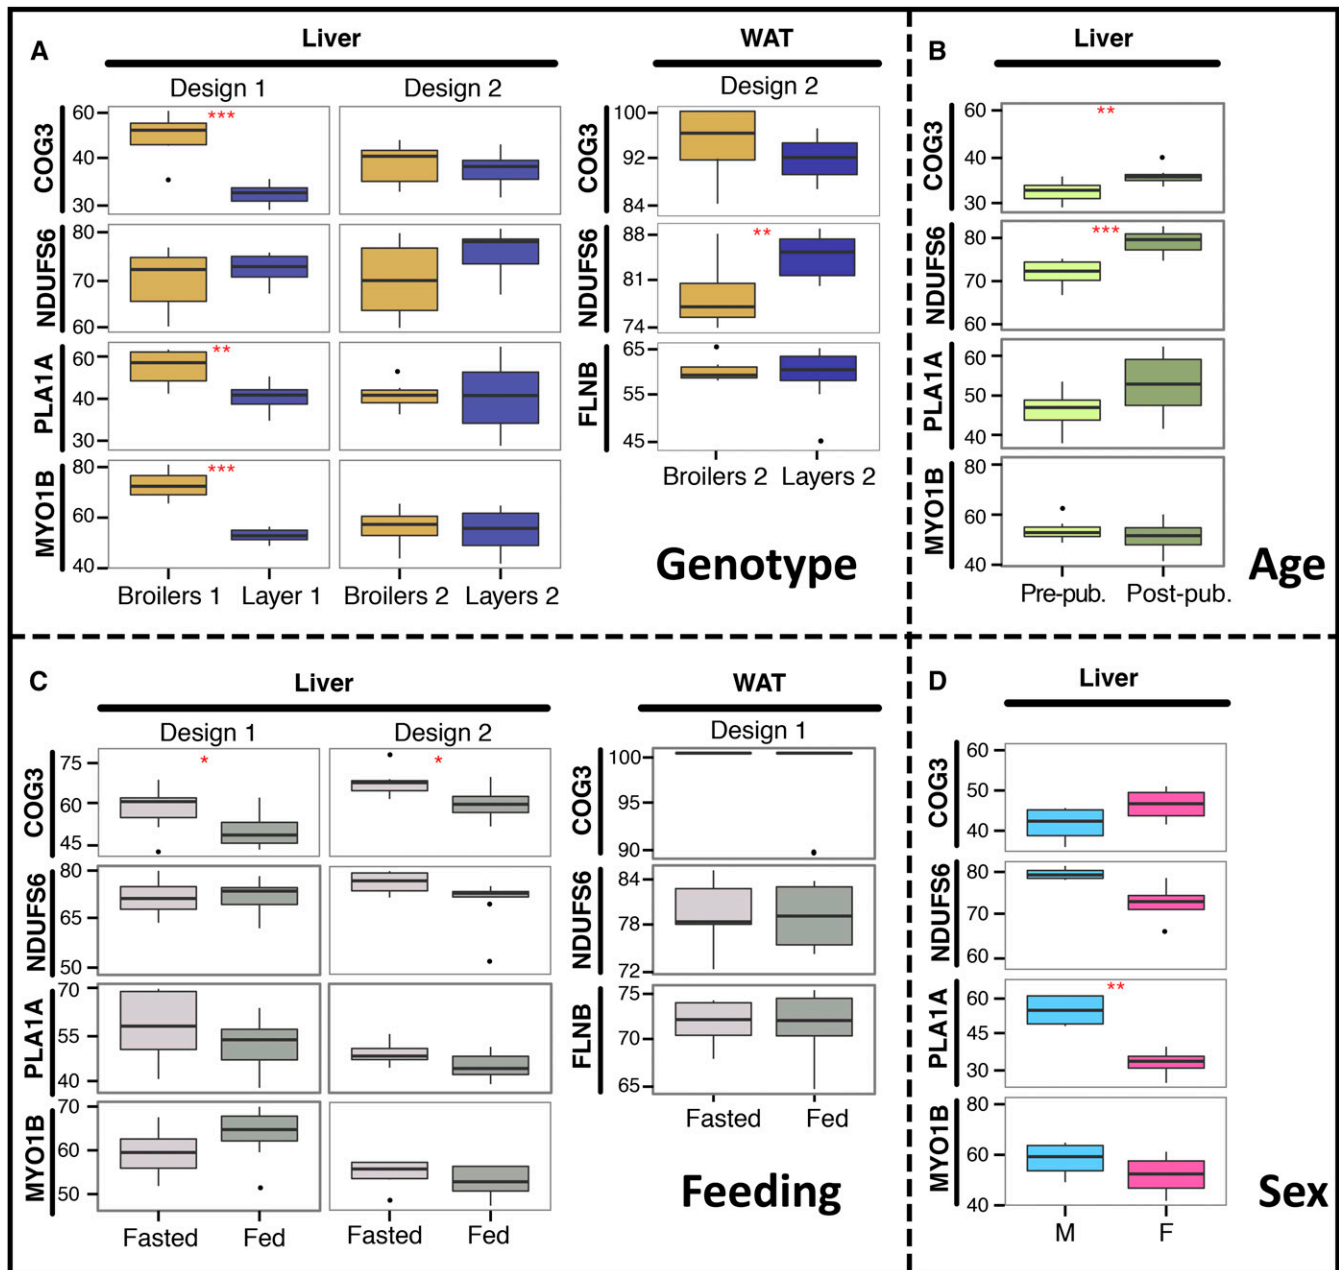 A
Liver
WAT
Design 1
Design 2
Design 2
COG3
60
40
30
***
COG3
100
92
84
NDUFS6
80
70
60
NDUFS6
88
81
74
**
PLA1A
60
40
30
**
FLNB
65
55
45
MYO1B
80
60
40
***
Broilers 1
Layer 1
Broilers 2
Layers 2
Broilers 2
Layers 2
Genotype
B
Liver
COG3
60
40
30
**
NDUFS6
80
70
60
***
PLA1A
60
50
40
MYO1B
80
60
40
Pre-pub.
Post-pub.
Age
C
Liver
WAT
Design 1
Design 2
Design 1
COG3
75
60
45
*
*
COG3
100
95
90
NDUFS6
80
65
50
NDUFS6
84
78
72
PLA1A
70
55
40
FLNB
75
70
65
MYO1B
70
60
50
Fasted
Fed
Fasted
Fed
Fasted
Fed
Feeding
D
Liver
COG3
60
50
40
NDUFS6
80
70
60
PLA1A
60
45
30
**
MYO1B
80
60
40
M
F
Sex